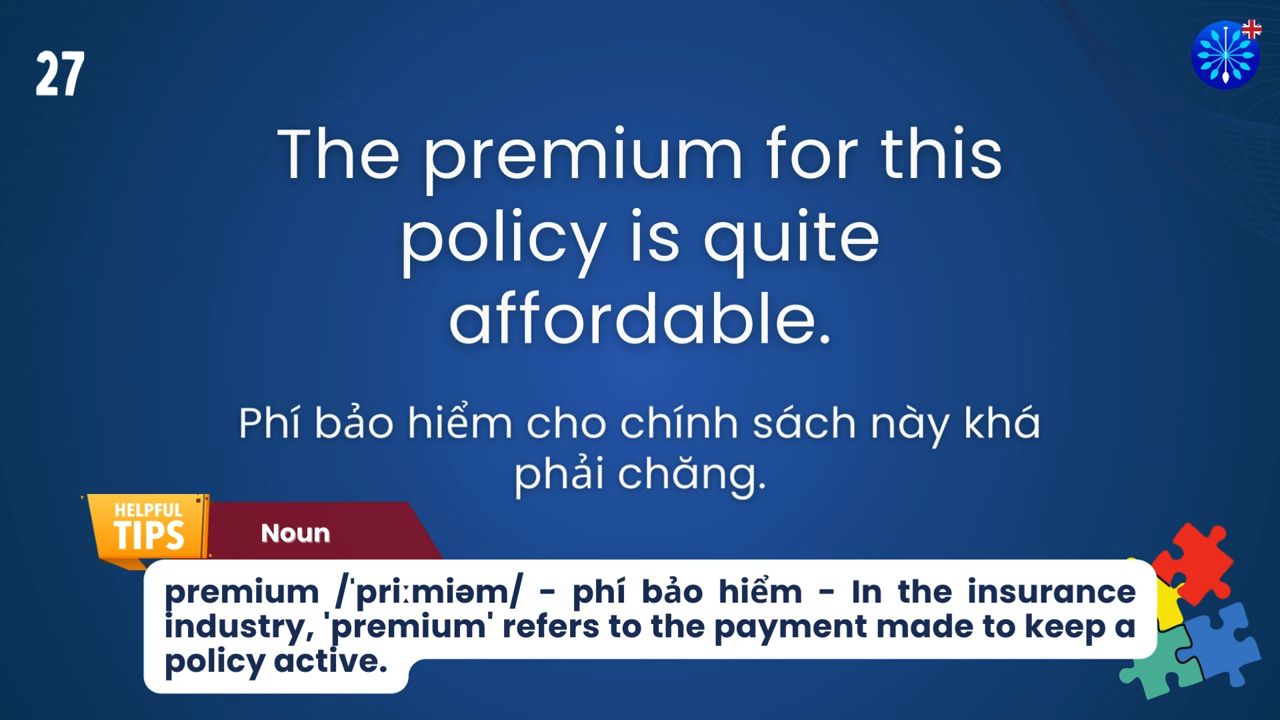 27
The premium for this
policy is quite
affordable.
Phí bảo hiểm cho chính sách này khá
phải chăng.
HELPFUL
TIPS
Noun
premium /ˈpriːmiəm/ - phí bảo hiểm - In the insurance
industry, 'premium' refers to the payment made to keep a
policy active.